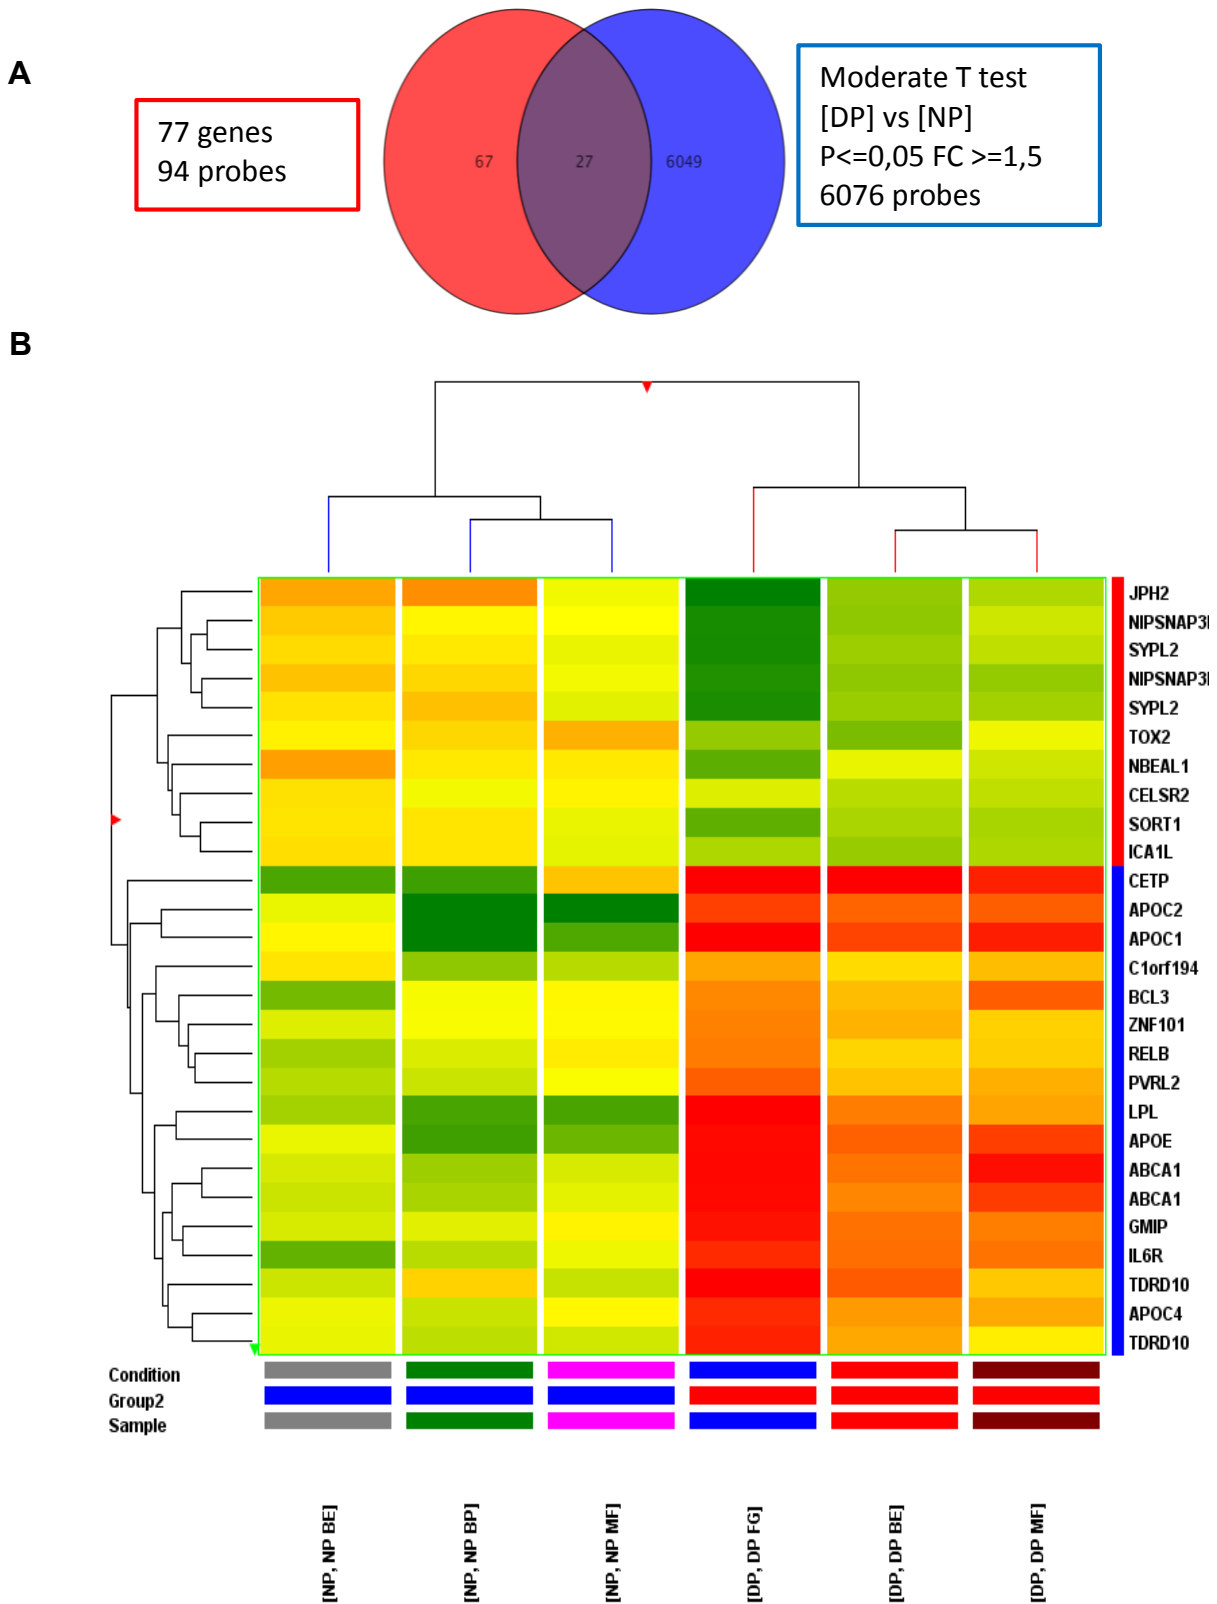 A
77 genes
94 probes
67
27
6049
Moderate T test
[DP] vs [NP]
P<=0,05 FC >=1,5
6076 probes
B
JPH2
NIPSNAP3
SYPL2
NIPSNAP3
SYPL2
TOX2
NBEAL1
CELSR2
SORT1
ICA1L
CETP
APOC2
APOC1
C1orf194
BCL3
ZNF101
RELB
PVRL2
LPL
APOE
ABCA1
ABCA1
GMIP
IL6R
TDRD10
APOC4
TDRD10
Condition
Group2
Sample
[NP, NP BE]
[NP, NP BP]
[NP, NP MF]
[DP, DP FG]
[DP, DP BE]
[DP, DP MF]